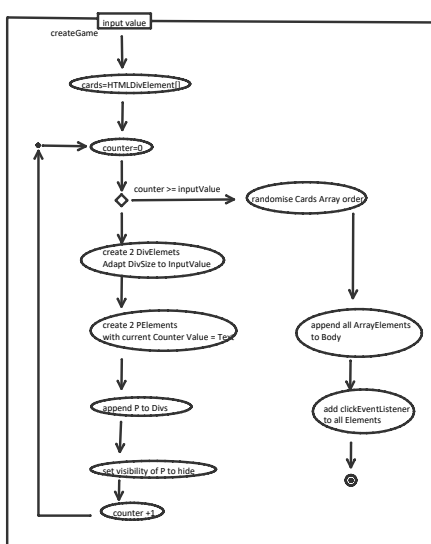 input value
createGame
cards=HTMLDivElement[]
counter=0
counter >= inputValue
randomise Cards Array order
create 2 DivElemets
Adapt DivSize to InputValue
create 2 PElements
with current Counter Value = Text
append all ArrayElements
to Body
append P to Divs
add clickEventListener
to all Elements
set visibility of P to hide
counter +1